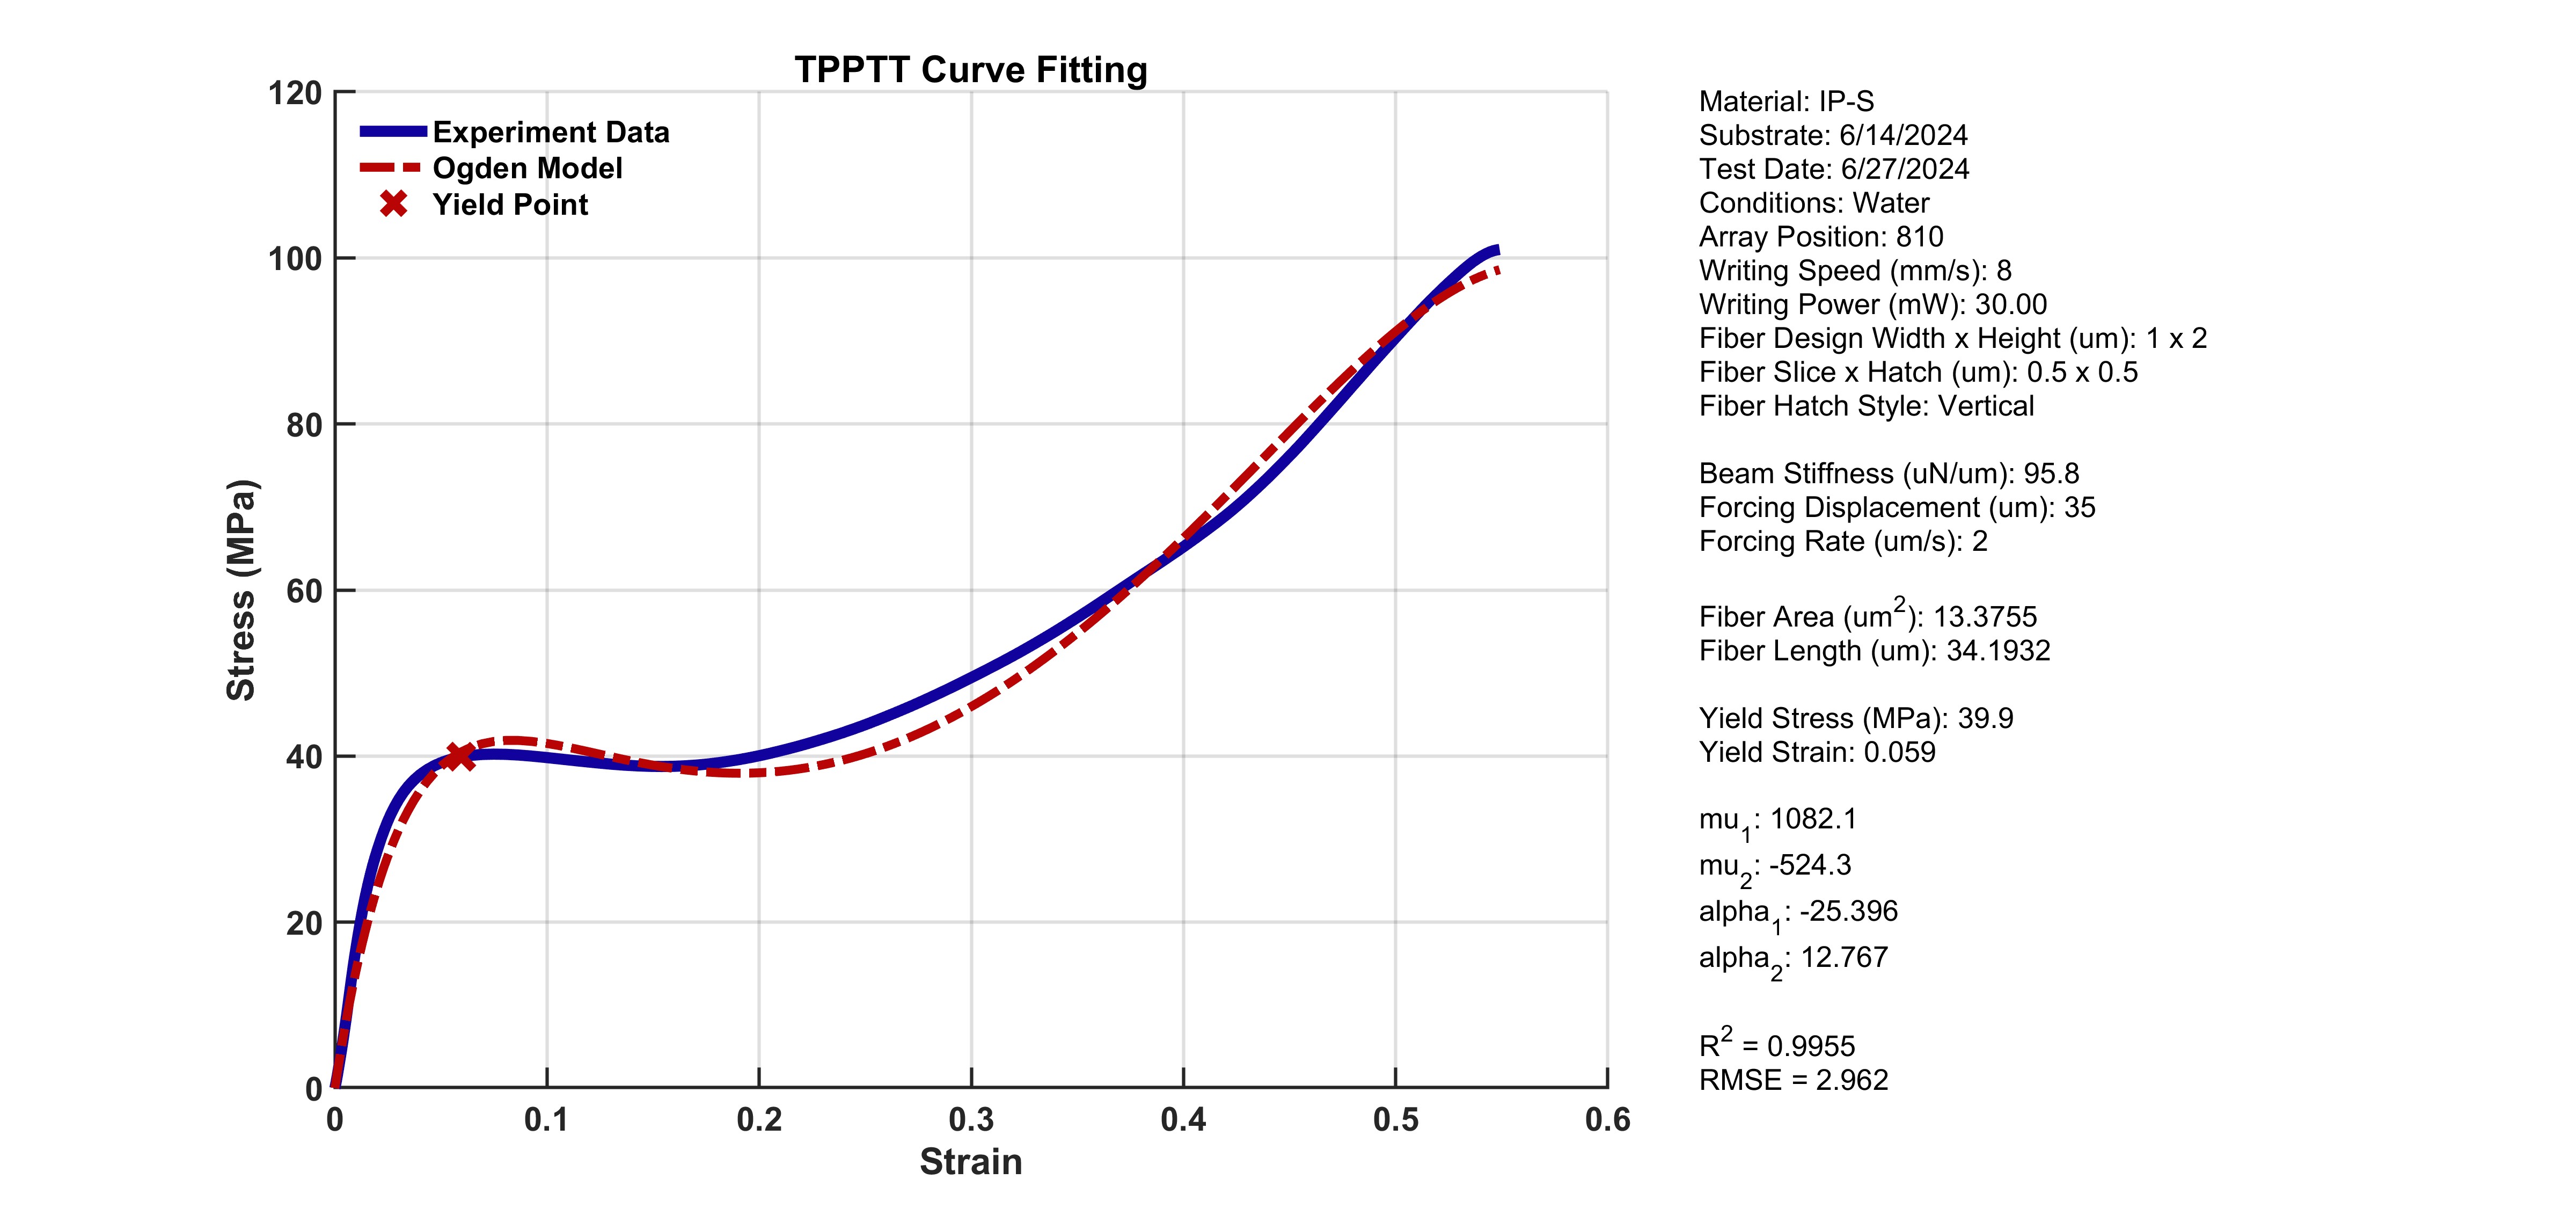 TPPTT Curve Fitting
120
100
80
60
40
20
0
Stress (MPa)
Experiment Data
Ogden Model
Yield Point
0 0.1 0.2 0.3 0.4 0.5 0.6
Strain
Material: IP-S
Substrate: 6/14/2024
Test Date: 6/27/2024
Conditions: Water
Array Position: 810
Writing Speed (mm/s): 8
Writing Power (mW): 30.00
Fiber Design Width x Height (um): 1 x 2
Fiber Slice x Hatch (um): 0.5 x 0.5
Fiber Hatch Style: Vertical
Beam Stiffness (uN/um): 95.8
Forcing Displacement (um): 35
Forcing Rate (um/s): 2
Fiber Area (um²): 13.3755
Fiber Length (um): 34.1932
Yield Stress (MPa): 39.9
Yield Strain: 0.059
mu₁: 1082.1
mu₂: -524.3
alpha₁: -25.396
alpha₂: 12.767
R² = 0.9955
RMSE = 2.962